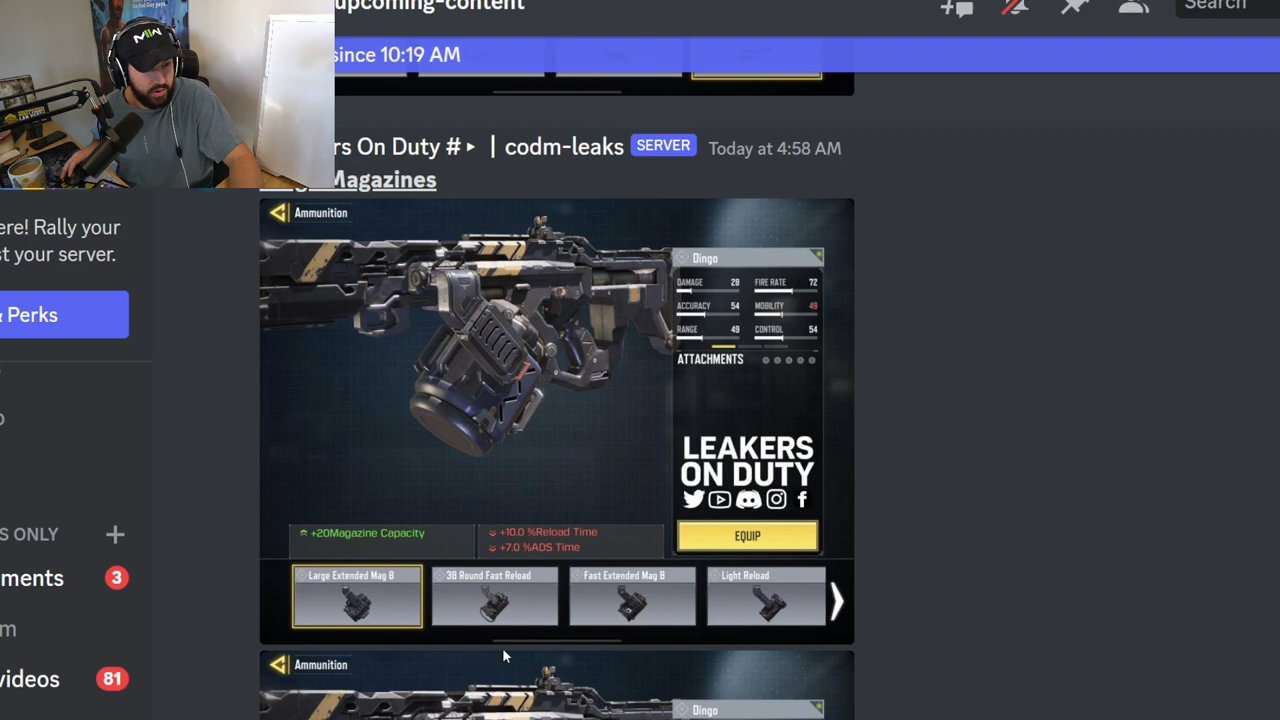 upcoming-content
Search
since 10:19 AM
rs On Duty # ▸ | codm-leaks SERVER Today at 4:58 AM
Magazines
ere! Rally your
st your server.
& Perks
S ONLY +
ments 3
m
videos 81
MW
Ammunition
Dingo
DAMAGE 28 FIRE RATE 72
ACCURACY 54 MOBILITY 49
RANGE 49 CONTROL 54
ATTACHMENTS
LEAKERS
ON DUTY
EQUIP
+20Magazine Capacity
+10.0 %Reload Time
+7.0 %ADS Time
Large Extended Mag B
38 Round Fast Reload
Fast Extended Mag B
Light Reload
Ammunition
Dingo